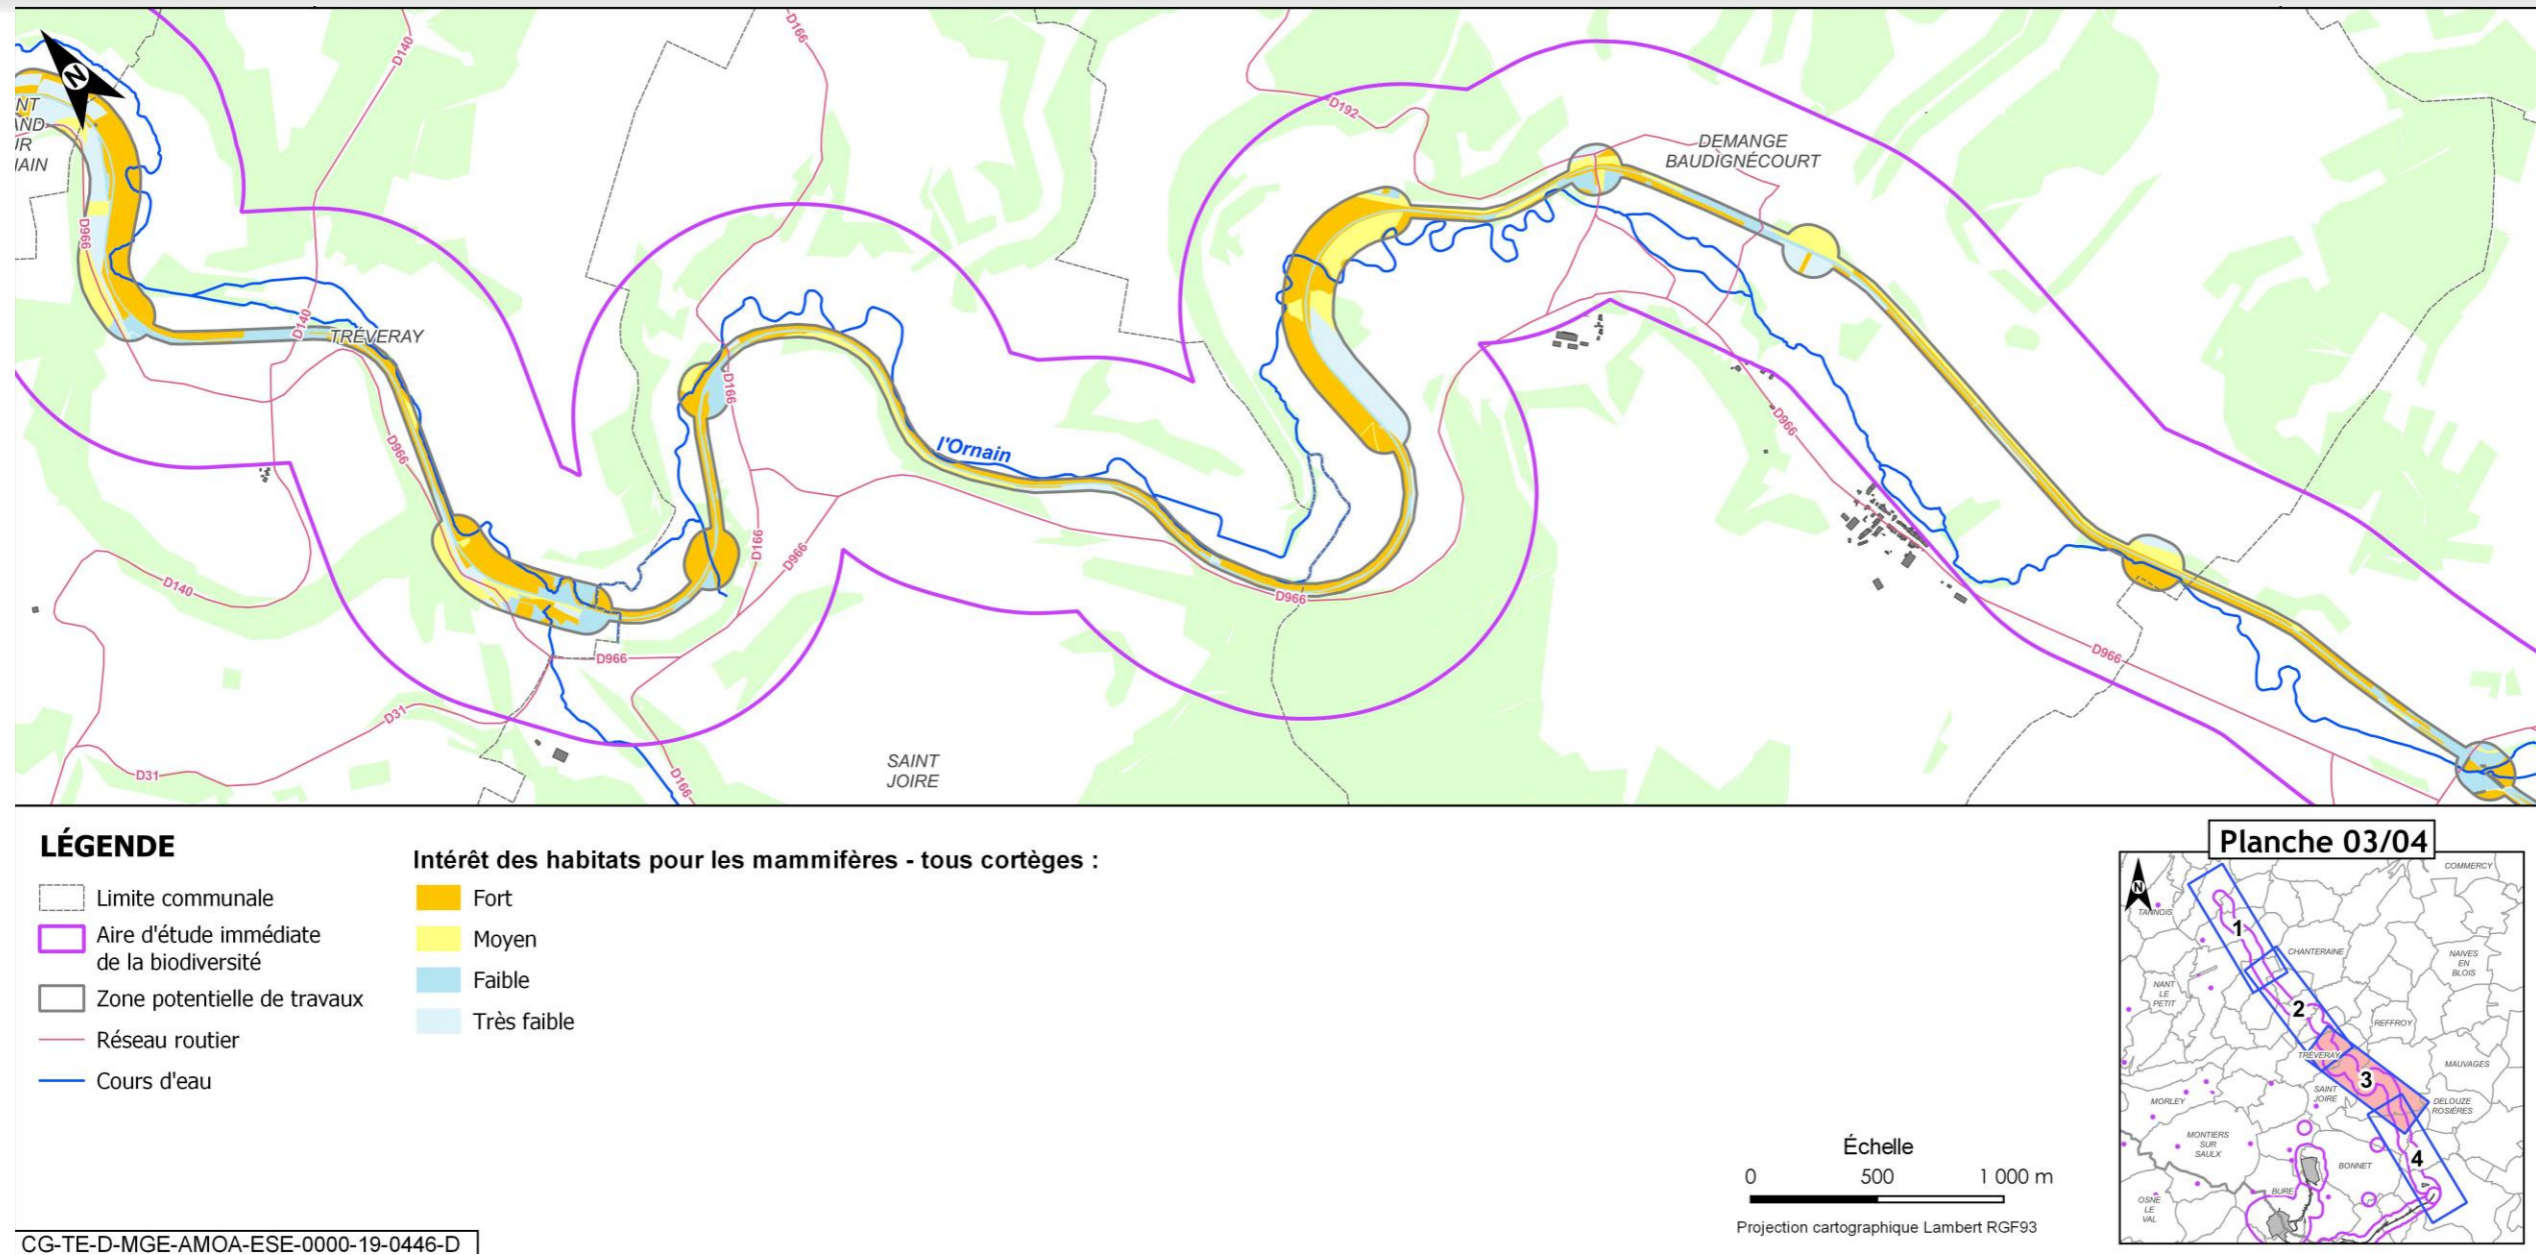 D166
D140
N
NT
AND
UR
NAIN
D192
DEMANGE
BAUDIGNÉCOURT
D966
D140
TRÉVERAY
D166
D966
l'Ornain
D966
D166
D966
D140
D966
D966
D966
D31
D31
D166
SAINT
JOIRE
LÉGENDE
Limite communale
Aire d'étude immédiate
de la biodiversité
Zone potentielle de travaux
Réseau routier
Cours d'eau
Intérêt des habitats pour les mammifères - tous cortèges :
Fort
Moyen
Faible
Très faible
Échelle
0 500 1 000 m
Projection cartographique Lambert RGF93
Planche 03/04
N
COMMERCY
TANNOIS
1
CHANTERAINE
NAIVES
EN
BLOIS
NANT
LE
PETIT
2
REFFROY
TRÉVERAY
MAUVAGES
3
SAINT
JOIRE
MORLEY
DELOUZE
ROSIÈRES
MONTIERS
SUR
SAULX
4
BONNET
BURE
OSNE
LE
VAL
CG-TE-D-MGE-AMOA-ESE-0000-19-0446-D